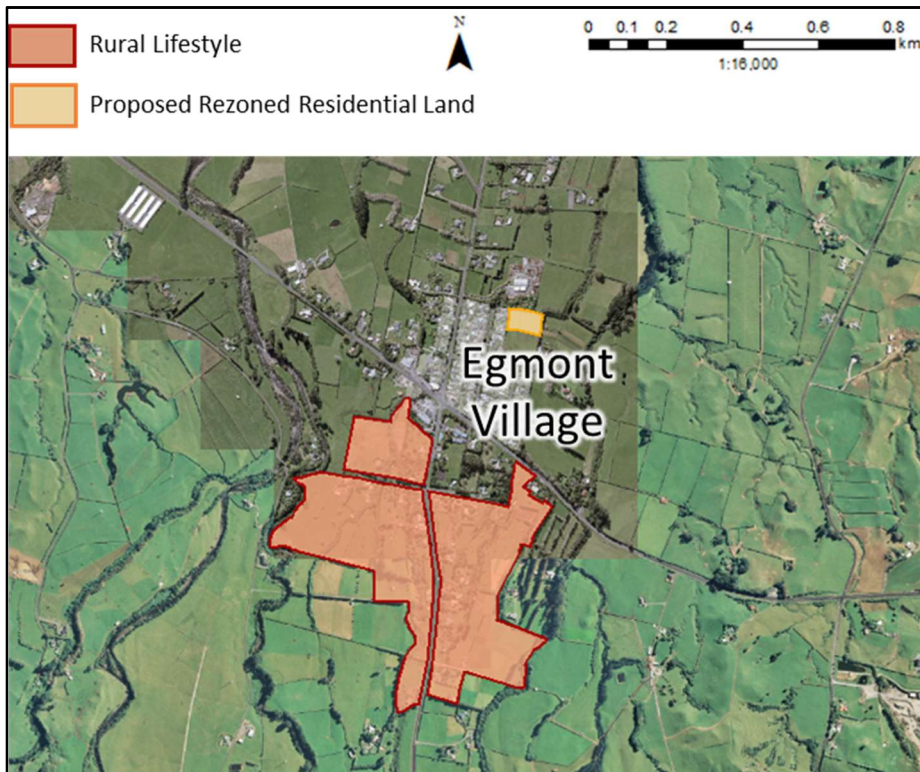 Rural Lifestyle
Proposed Rezoned Residential Land
N
0 0.1 0.2 0.4 0.6 0.8
km
1:16,000
Egmont
Village